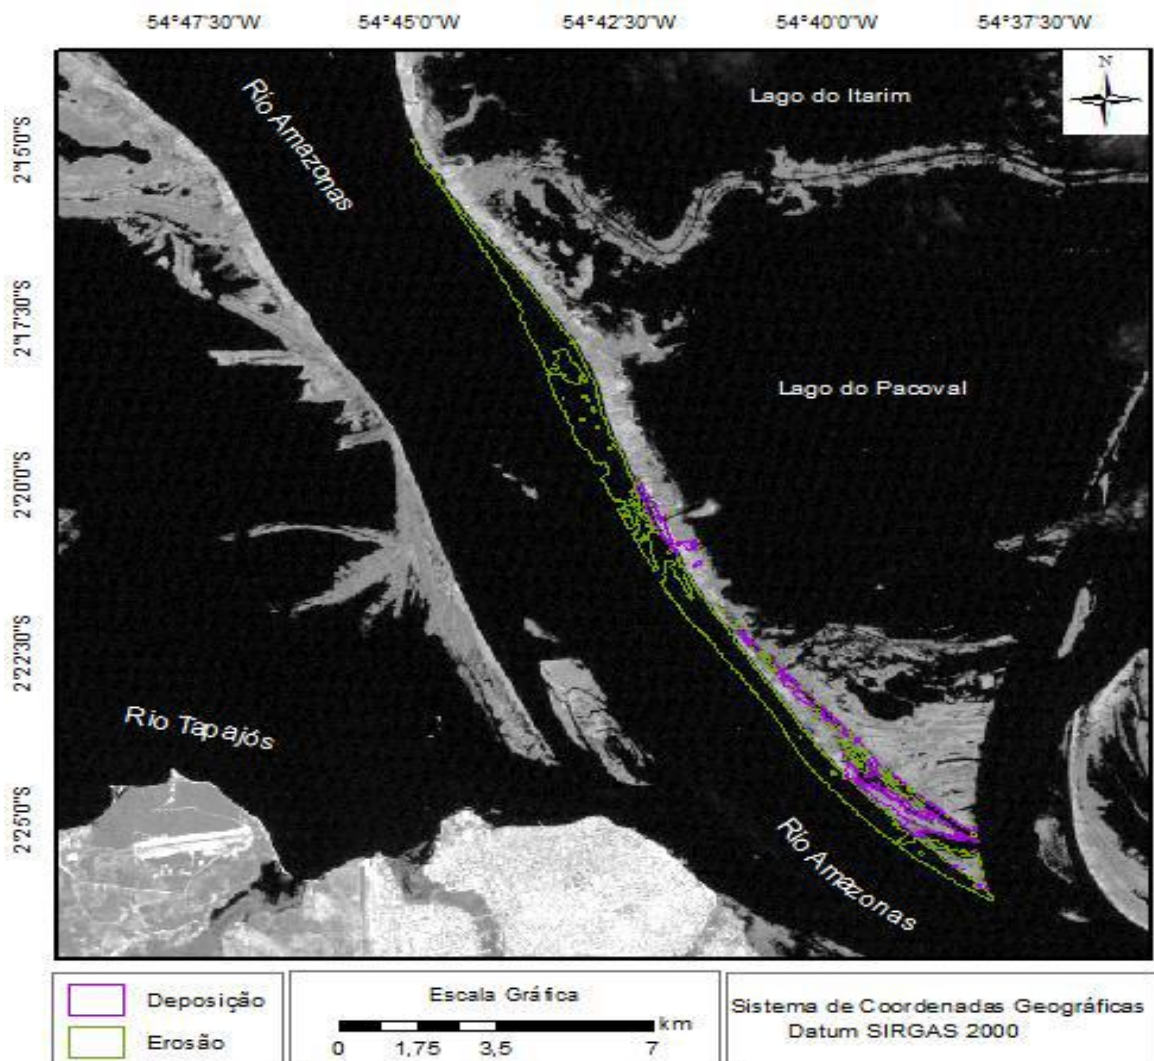 54°47'30"W 54°45'0"W 54°42'30"W 54°40'0"W 54°37'30"W
N
Lago do Itarim
Río Amazonas
2°15'0"S
2°17'30"S
Lago do Pacoval
2°20'0"S
2°22'30"S
Río Tapajós
2°25'0"S
Río Amazonas
Deposição
Erosão
Escala Gráfica
km
0 1,75 3,5 7
Sistema de Coordenadas Geográficas
Datum SIRGAS 2000